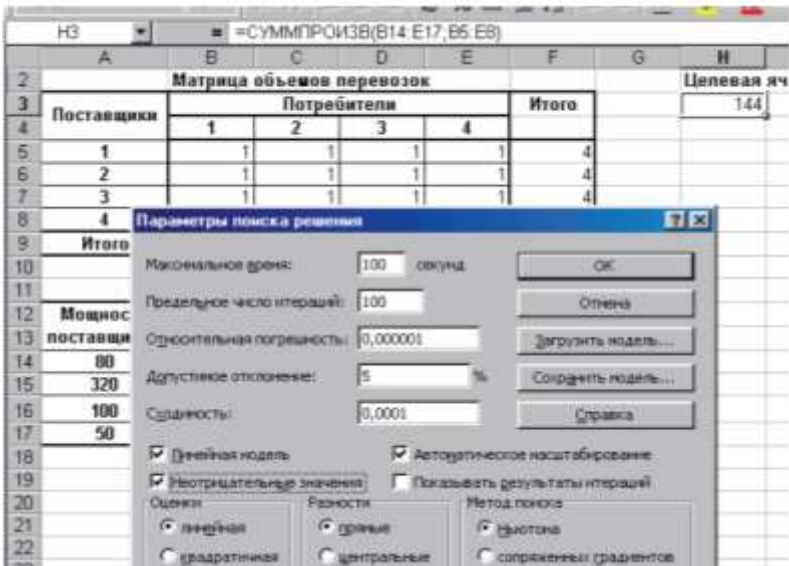 H3 = =СУММПРОИЗВ(B14:E17;B5:E8)
A B C D E F G H
2 Матрица объемов перевозок Целевая яч
3 Поставщики Потребители Итого 144
4 1 2 3 4
5 1 1 1 1 1 4
6 2 1 1 1 1 4
7 3 1 1 1 1 4
8 4 Параметры поиска решения
9 Итого
10 Максимальное время: 100 секунд ОК
11
12 Мощнос Предельное число итераций: 100 Отмена
13 поставщи Относительная погрешность: 0,000001 Загрузить модель...
14 80
15 320 Допустимое отклонение: 5 % Сохранить модель...
16 100 Сходимость: 0,0001 Справка
17 50
18 Линейная модель Автоматическое масштабирование
19 Неотрицательные значения Показывать результаты итераций
20 Оценки Разности Метод поиска
21 линейная прямые Ньютона
22 квадратичная центральные сопряженных градиентов